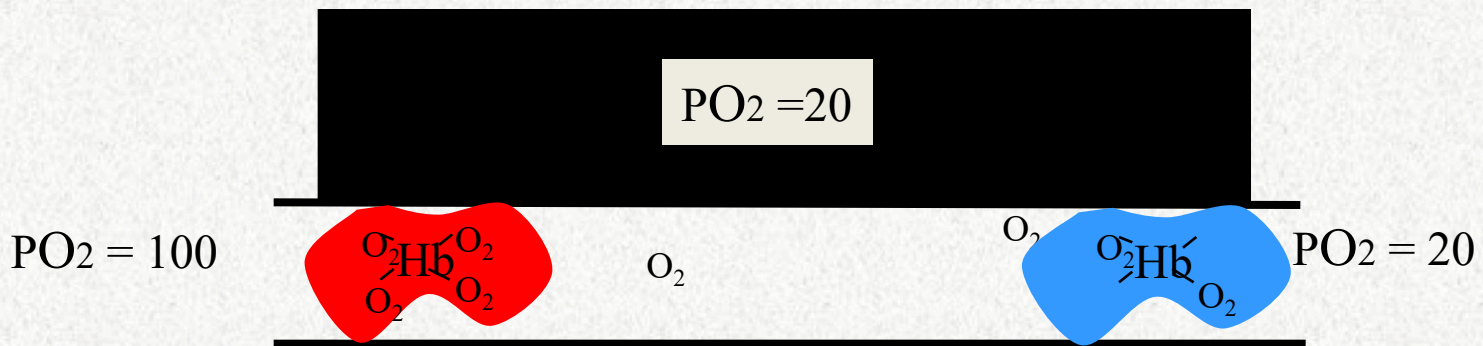 PO2 =20
PO2 = 100
O2 Hb O2
O2 O2
O2
O2
O2 Hb
O2
PO2 = 20